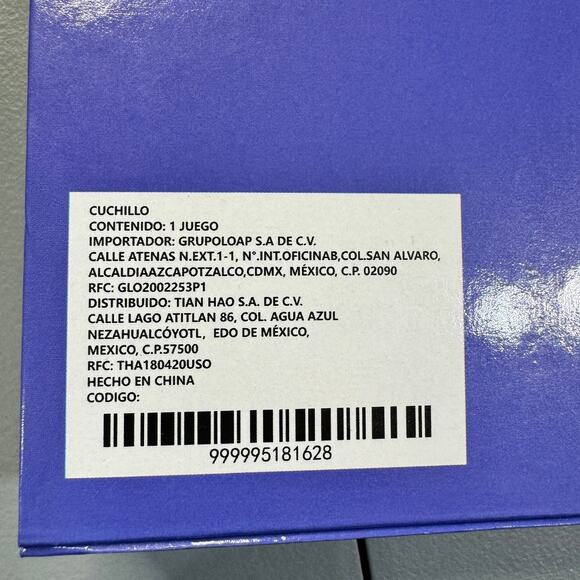 CUCHILLO
CONTENIDO: 1 JUEGO
IMPORTADOR: GRUPOLOAP S.A DE C.V.
CALLE ATENAS N.EXT.1-1, N°.INT.OFICINAB,COL.SAN ALVARO,
ALCALDIAAZCAPOTZALCO,CDMX, MÉXICO, C.P. 02090
RFC: GLO2002253P1
DISTRIBUIDO: TIAN HAO S.A. DE C.V.
CALLE LAGO ATITLAN 86, COL. AGUA AZUL
NEZAHUALCÓYOTL, EDO DE MÉXICO,
MEXICO, C.P.57500
RFC: THA180420USO
HECHO EN CHINA
CODIGO:
999995181628